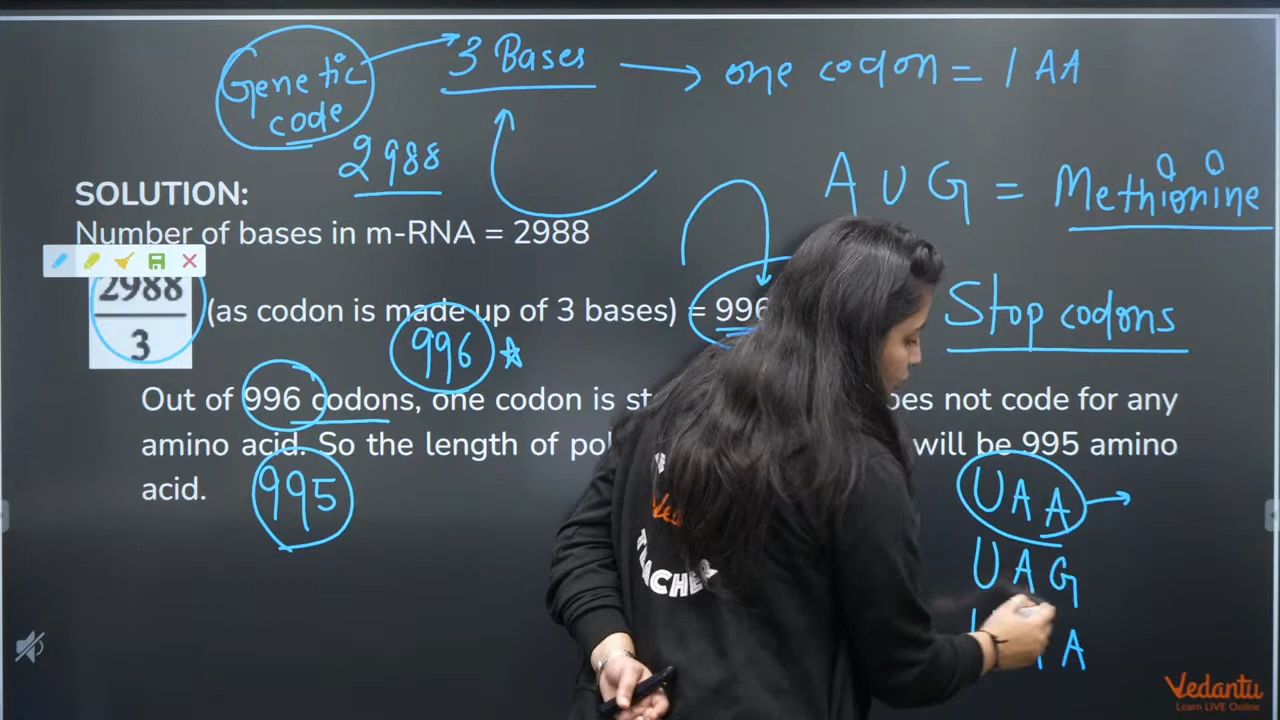 Genetic code → 3 Bases → one codon = 1 AA
2988
AUG = Methionine
SOLUTION:
Number of bases in m-RNA = 2988
2988
3
(as codon is made up of 3 bases) = 996
Stop codons
996
Out of 996 codons, one codon is does not code for any
amino acid. So the length of will be 995 amino
acid.
995
UAA →
UAG
A
TEACHER
Vedantu
Learn LIVE Online